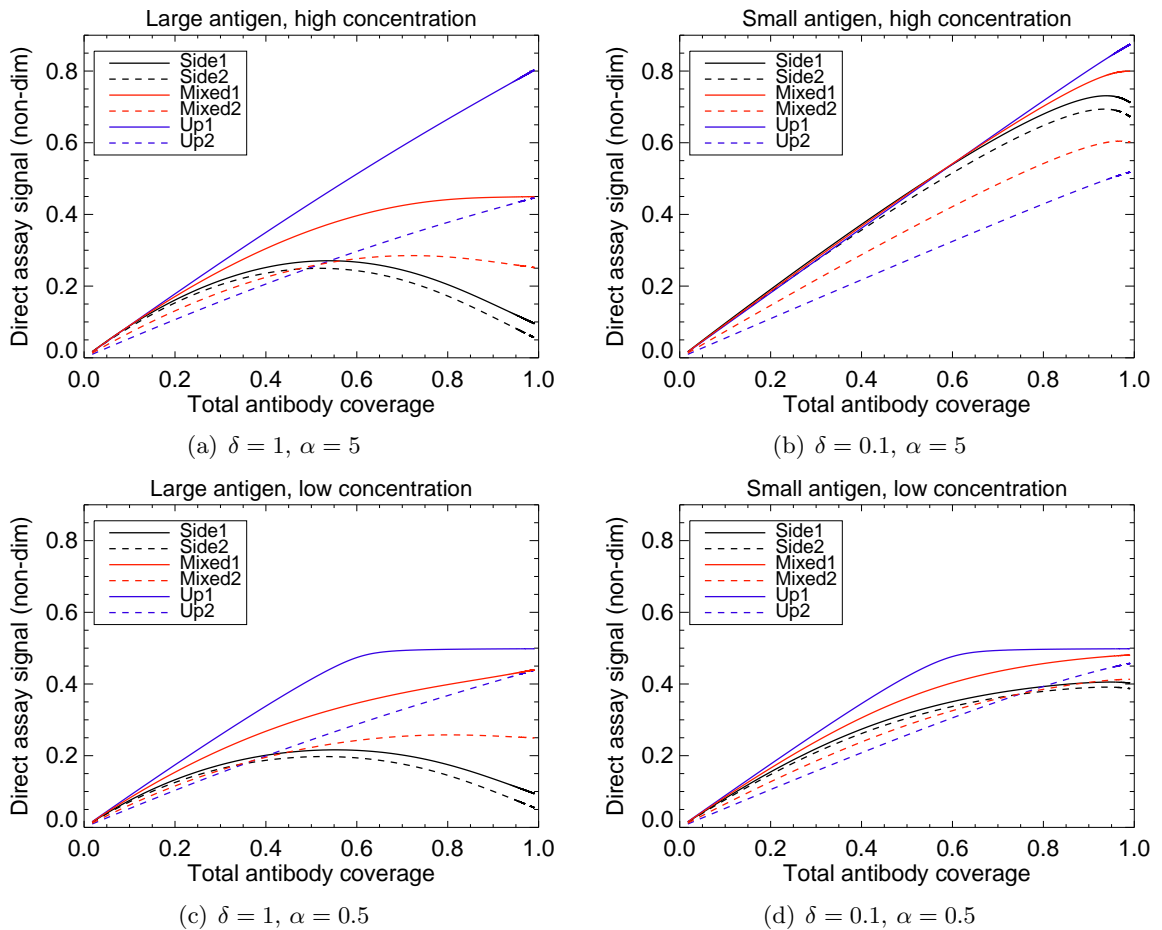 Large antigen, high concentration
Direct assay signal (non-dim)
0.8
0.6
0.4
0.2
0.0
Side1
Side2
Mixed1
Mixed2
Up1
Up2
0.0 0.2 0.4 0.6 0.8 1.0
Total antibody coverage
(a) δ = 1, α = 5
Small antigen, high concentration
Direct assay signal (non-dim)
0.8
0.6
0.4
0.2
0.0
Side1
Side2
Mixed1
Mixed2
Up1
Up2
0.0 0.2 0.4 0.6 0.8 1.0
Total antibody coverage
(b) δ = 0.1, α = 5
Large antigen, low concentration
Direct assay signal (non-dim)
0.8
0.6
0.4
0.2
0.0
Side1
Side2
Mixed1
Mixed2
Up1
Up2
0.0 0.2 0.4 0.6 0.8 1.0
Total antibody coverage
(c) δ = 1, α = 0.5
Small antigen, low concentration
Direct assay signal (non-dim)
0.8
0.6
0.4
0.2
0.0
Side1
Side2
Mixed1
Mixed2
Up1
Up2
0.0 0.2 0.4 0.6 0.8 1.0
Total antibody coverage
(d) δ = 0.1, α = 0.5